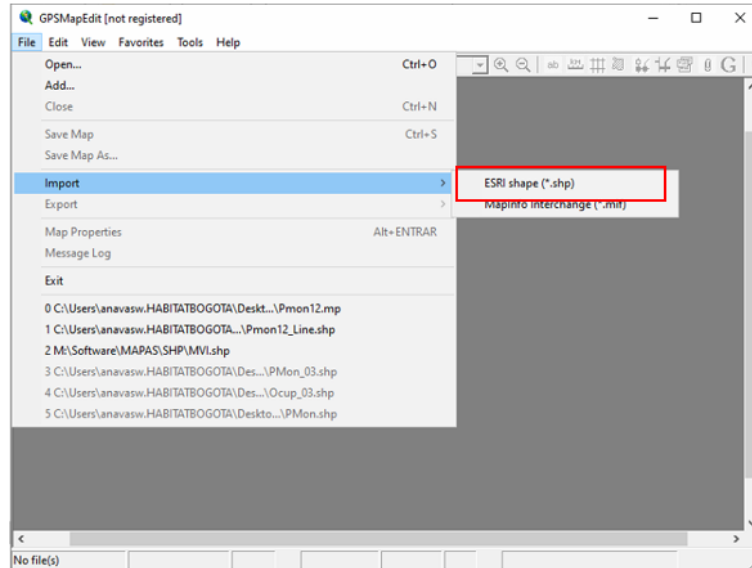 GPSMapEdit [not registered]
File Edit View Favorites Tools Help
Open... Ctrl+O
Add...
Close Ctrl+N
Save Map Ctrl+S
Save Map As...
Import
ESRI shape (*.shp)
Export
MapInfo Interchange (*.mif)
Map Properties Alt+ENTRAR
Message Log
Exit
0 C:\Users\anavasw.HABITATBOGOTA\Deskt...\Pmon12.mp
1 C:\Users\anavasw.HABITATBOGOTA...\Pmon12_Line.shp
2 M:\Software\MAPAS\SHP\MVI.shp
3 C:\Users\anavasw.HABITATBOGOTA\Des...\PMon_03.shp
4 C:\Users\anavasw.HABITATBOGOTA\Des...\Ocup_03.shp
5 C:\Users\anavasw.HABITATBOGOTA\Deskto...\PMon.shp
No file(s)